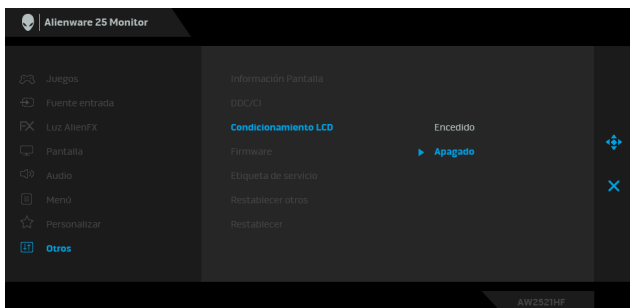 Alienware 25 Monitor
Juegos
Información Pantalla
Fuente entrada
DDC/CI
FX Luz AlienFX
Condicionamiento LCD
Encedido
Pantalla
Firmware
Apagado
Audio
Etiqueta de servicio
Menú
Restablecer otros
Personalizar
Restablecer
Otros
AW2521HF